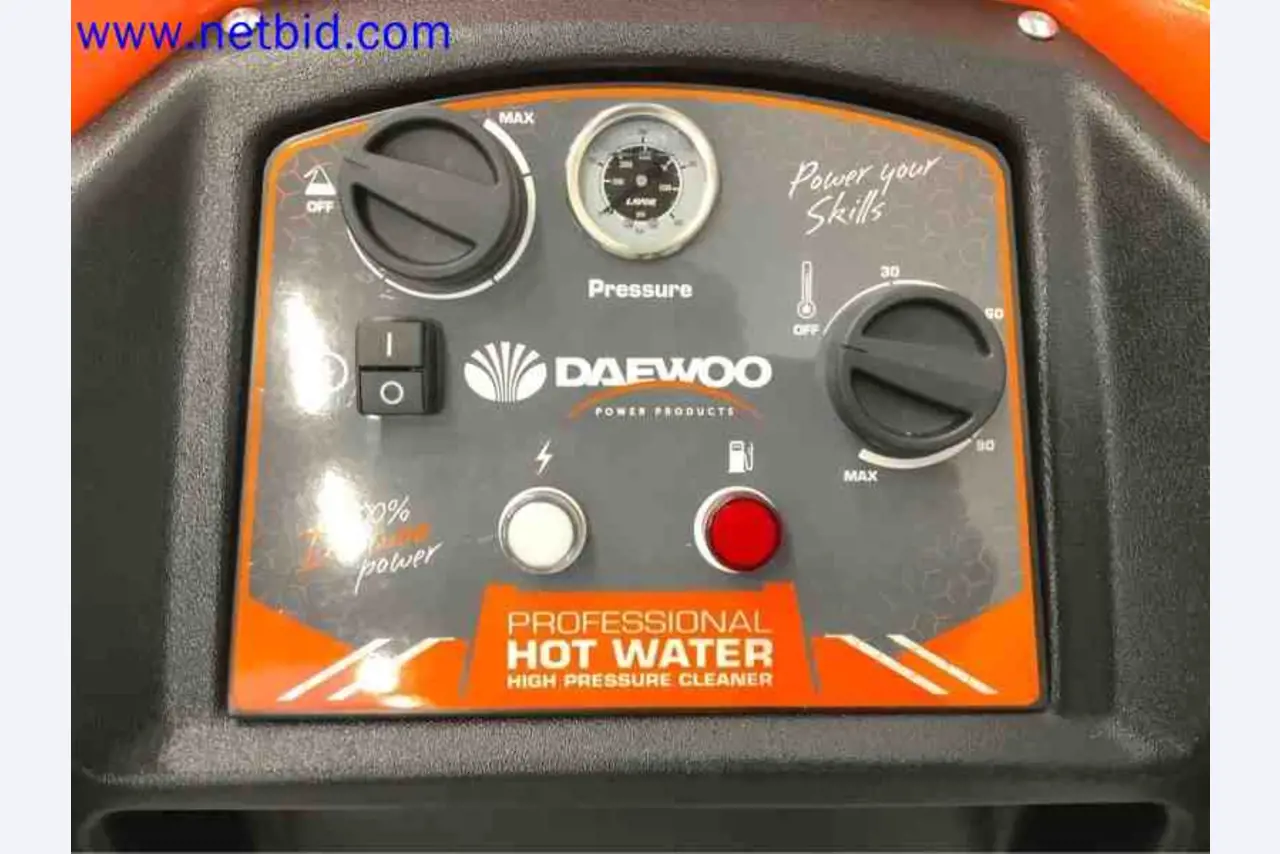 www.netbid.com
MAX
OFF
LAVOR
Pressure
Power your
Skills
30
60
OFF
90
MAX
I
O
DAEWOO
POWER PRODUCTS
power
PROFESSIONAL
HOT WATER
HIGH PRESSURE CLEANER